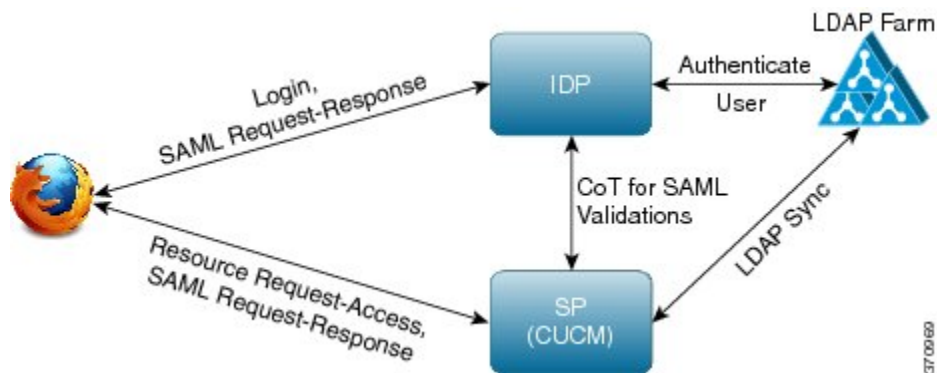 LDAP Farm
IDP
Authenticate
User
Login,
SAML Request-Response
CoT for SAML
Validations
LDAP Sync
Resource Request-Access,
SAML Request-Response
SP
(CUCM)
370969